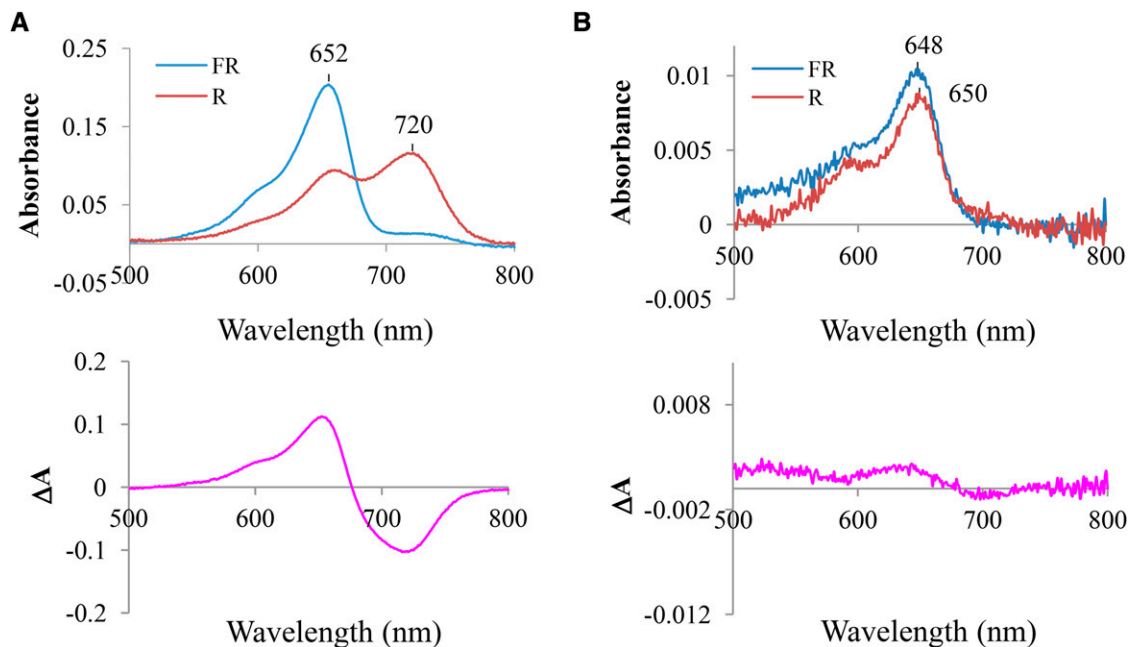 A
Absorbance
0.25
0.15
0.05
-0.05
FR
R
652
720
500
600
700
800
Wavelength (nm)
ΔA
0.2
0.1
0
-0.1
-0.2
500
600
700
800
Wavelength (nm)
B
Absorbance
0.01
0.005
0
-0.005
FR
R
648
650
500
600
700
800
Wavelength (nm)
ΔA
0.008
-0.002
-0.012
500
600
700
800
Wavelength (nm)